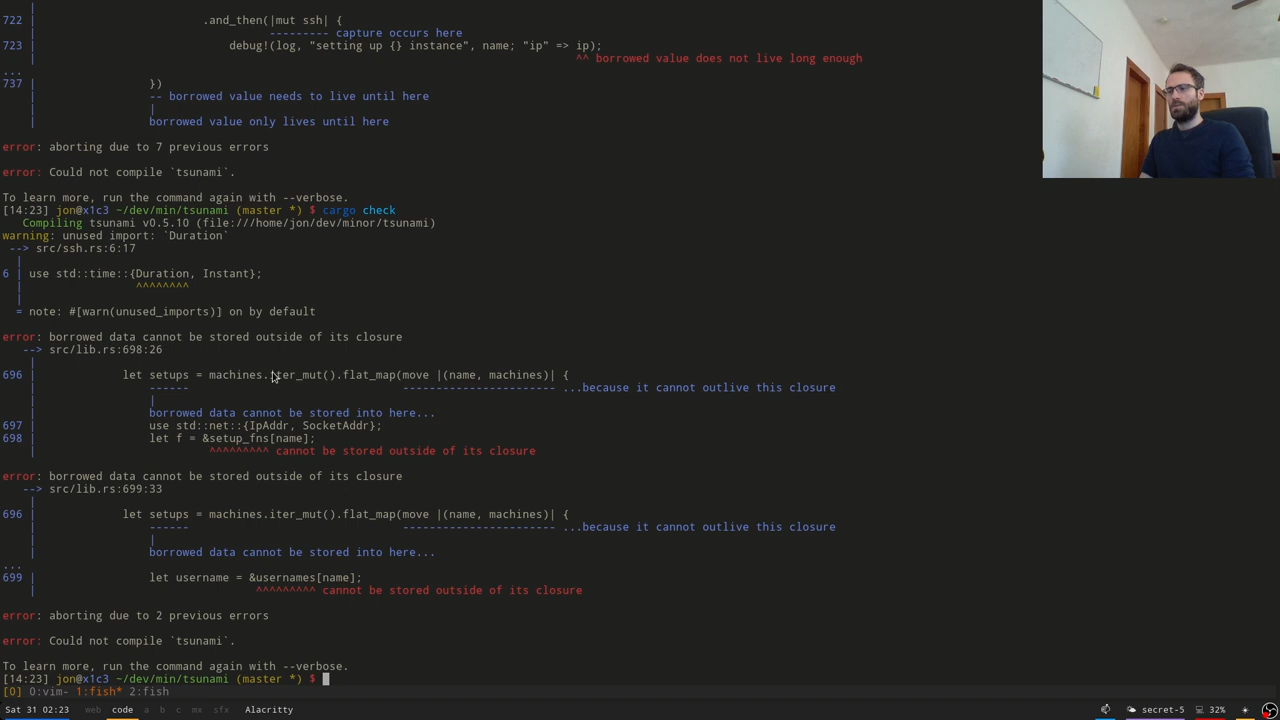 |
722 | .and_then(|mut ssh| {
| --------- capture occurs here
723 | debug!(log, "setting up {} instance", name; "ip" => ip);
| ^^ borrowed value does not live long enough
...
737 | })
| -- borrowed value needs to live until here
| |
| borrowed value only lives until here
error: aborting due to 7 previous errors
error: Could not compile `tsunami`.
To learn more, run the command again with --verbose.
[14:23] jon@x1c3 ~/dev/min/tsunami (master *) $ cargo check
Compiling tsunami v0.5.10 (file:///home/jon/dev/minor/tsunami)
warning: unused import: `Duration`
--> src/ssh.rs:6:17
|
6 | use std::time::{Duration, Instant};
| ^^^^^^^^
|
= note: #[warn(unused_imports)] on by default
error: borrowed data cannot be stored outside of its closure
--> src/lib.rs:698:26
|
696 | let setups = machines.iter_mut().flat_map(move |(name, machines)| {
| ------ ----------------------- ...because it cannot outlive this closure
| |
| borrowed data cannot be stored into here...
697 | use std::net::{IpAddr, SocketAddr};
698 | let f = &setup_fns[name];
| ^^^^^^^^^ cannot be stored outside of its closure
error: borrowed data cannot be stored outside of its closure
--> src/lib.rs:699:33
|
696 | let setups = machines.iter_mut().flat_map(move |(name, machines)| {
| ------ ----------------------- ...because it cannot outlive this closure
| |
| borrowed data cannot be stored into here...
...
699 | let username = &usernames[name];
| ^^^^^^^^^ cannot be stored outside of its closure
error: aborting due to 2 previous errors
error: Could not compile `tsunami`.
To learn more, run the command again with --verbose.
[14:23] jon@x1c3 ~/dev/min/tsunami (master *) $
[0] 0:vim- 1:fish* 2:fish
Sat 31 02:23 web code a b c mx sfx Alacritty secret-5 32%